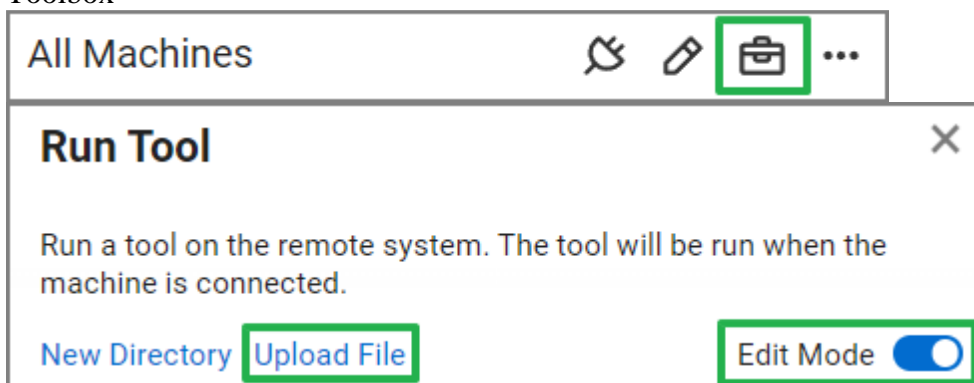 Toolbox
All Machines
Run Tool
Run a tool on the remote system. The tool will be run when the
machine is connected.
New Directory Upload File Edit Mode